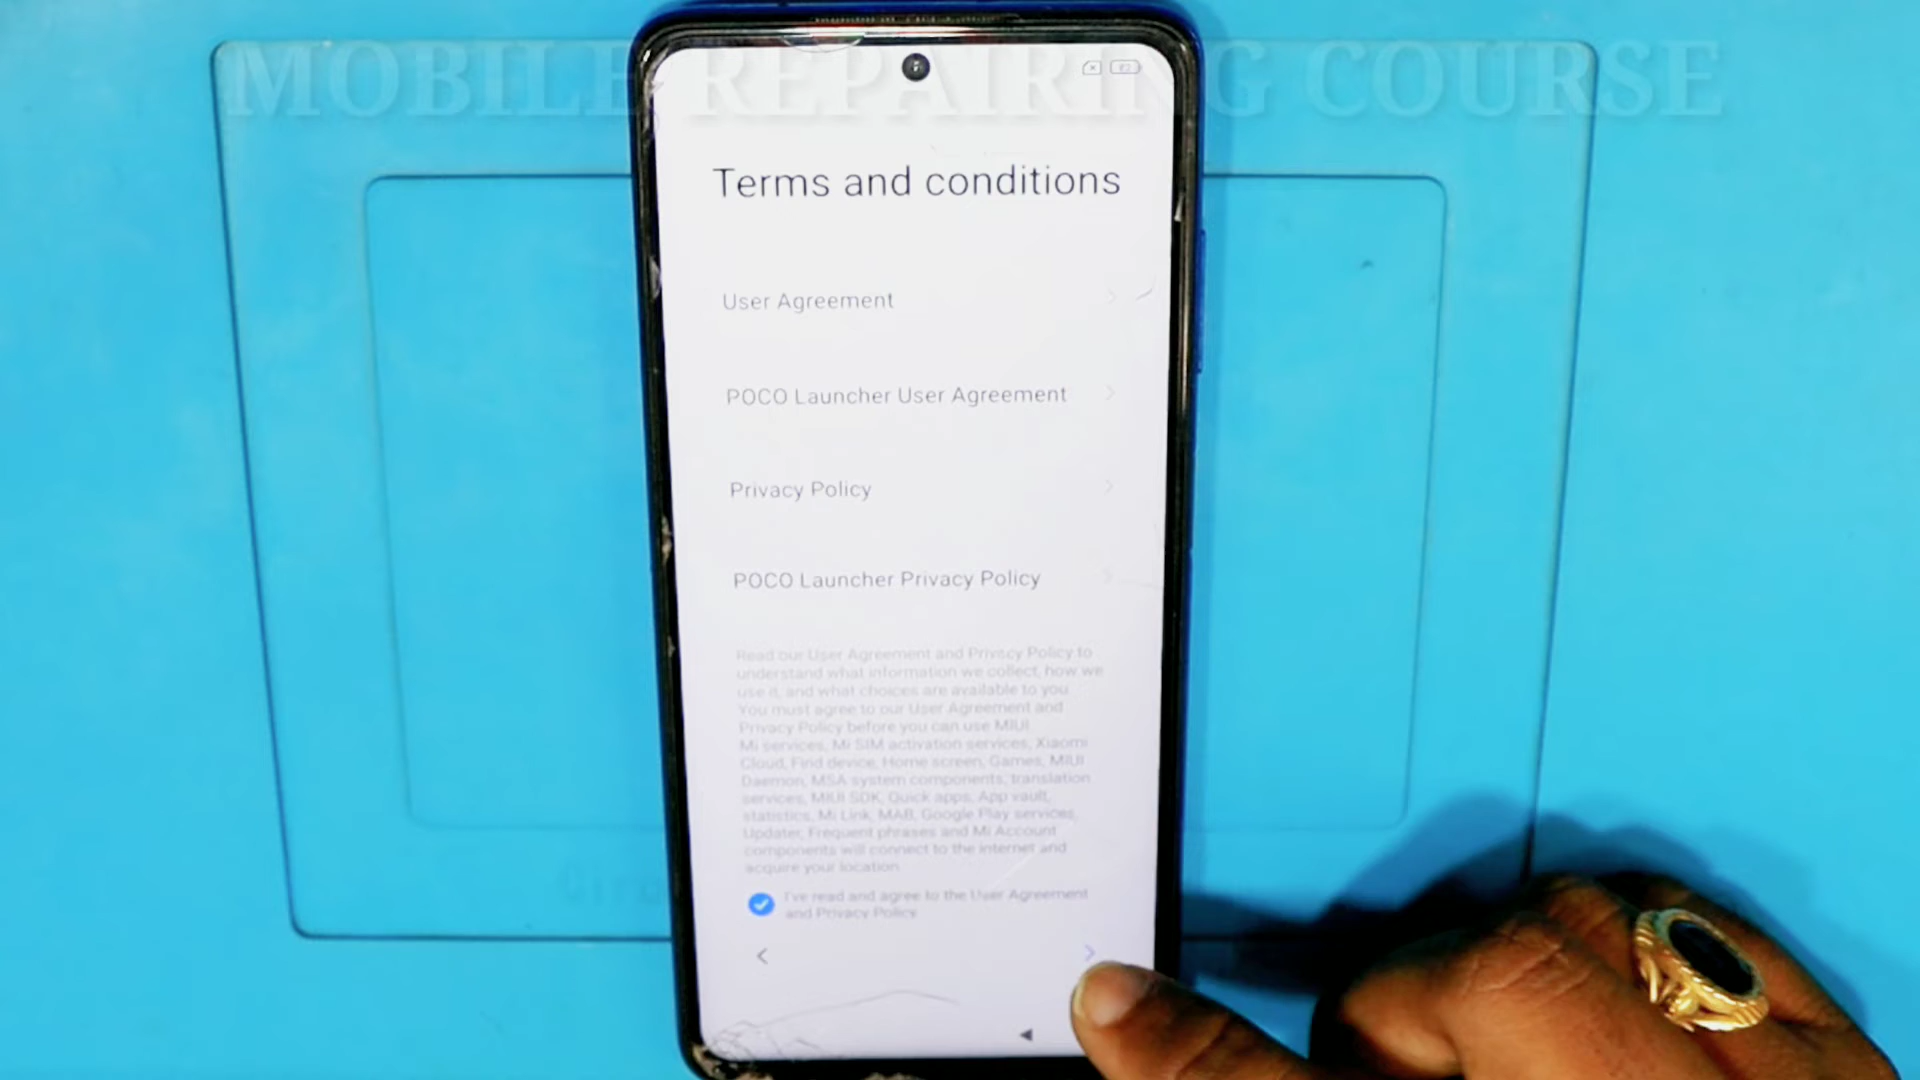 MOBILE REPAIRING COURSE
Terms and conditions
User Agreement
POCO Launcher User Agreement
Privacy Policy
POCO Launcher Privacy Policy
Read our User Agreement and Privacy Policy to
understand what information we collect, how we
use it, and what choices are available to you.
You must agree to our User Agreement and
Privacy Policy before you can use MIUI
Mi services, Mi SIM activation services, Xiaomi
Cloud, Find device, Home screen, Games, MIUI
Daemon, MSA system components, translation
services, MIUI SDK, Quick apps, App vault,
statistics, Mi Link, MAB, Google Play services,
Updater, Frequent phrases and Mi Account
components will connect to the internet and
acquire your location
I've read and agree to the User Agreement
and Privacy Policy